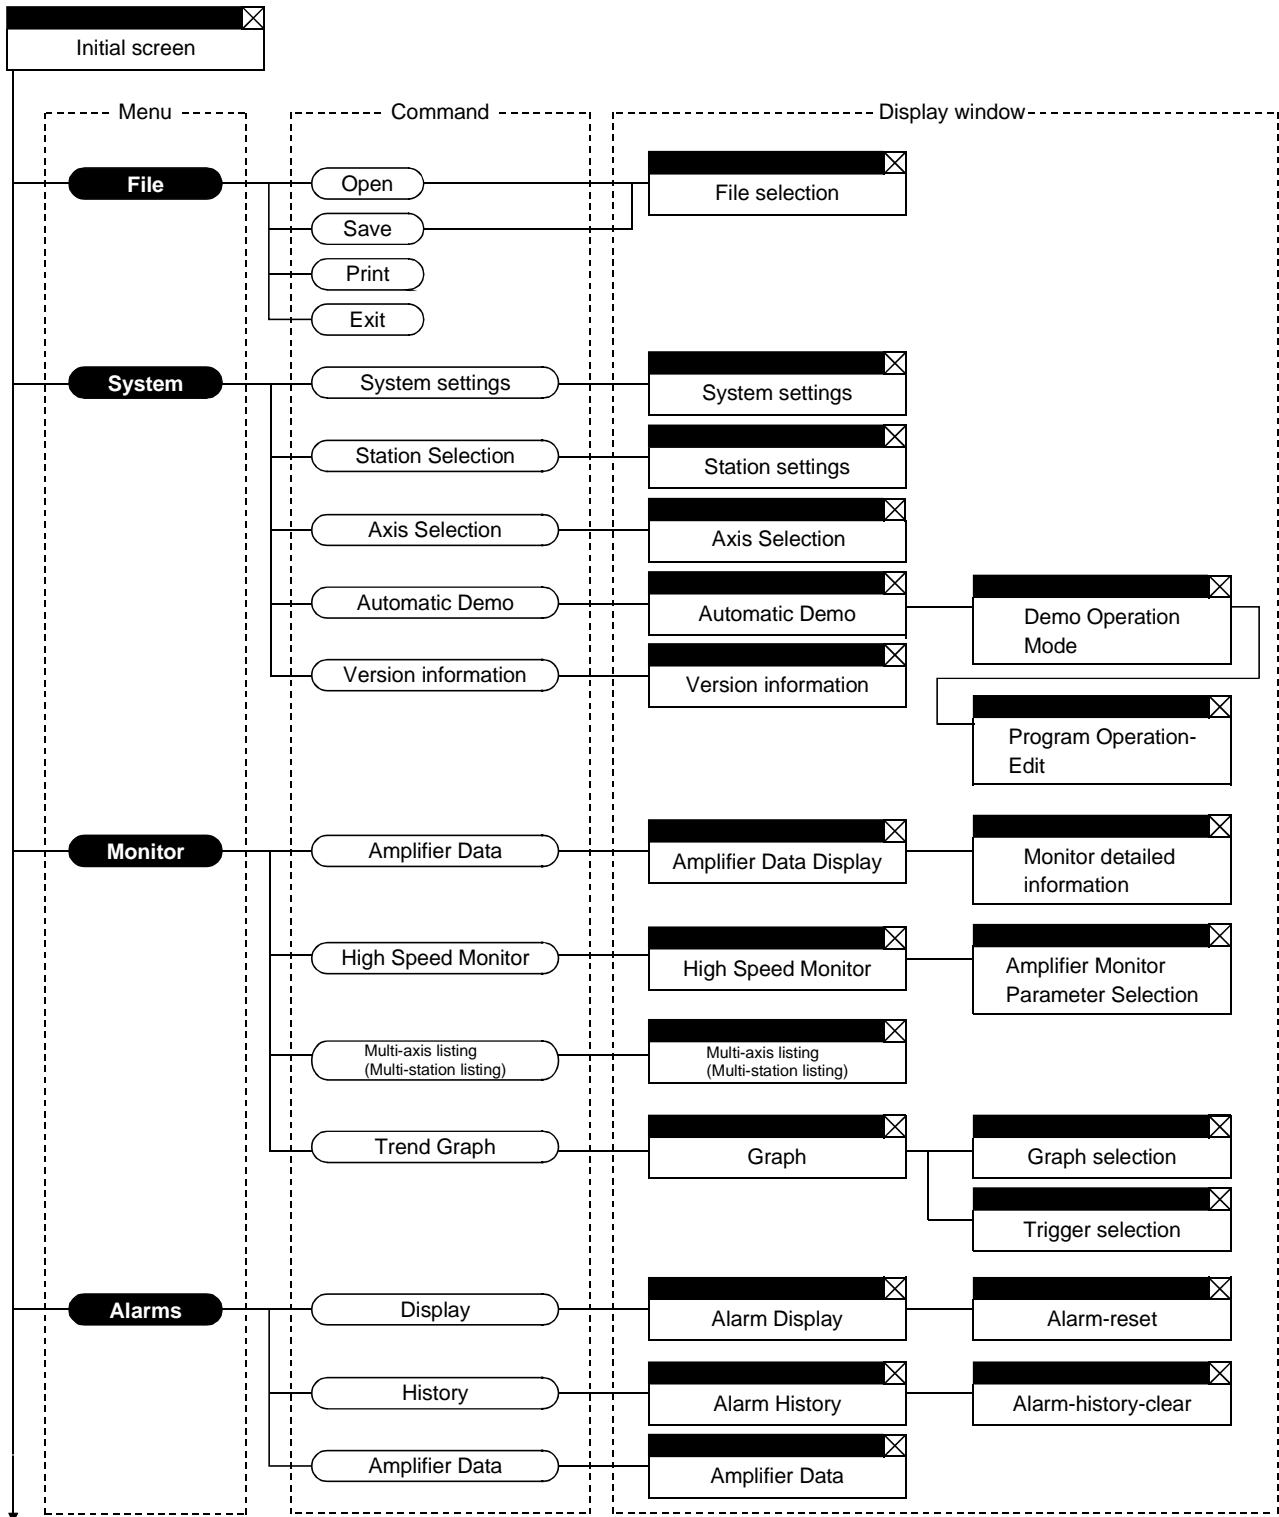 Initial screen
Menu
Command
Display window
File
Open
File selection
Save
Print
Exit
System
System settings
System settings
Station Selection
Station settings
Axis Selection
Axis Selection
Automatic Demo
Automatic Demo
Demo Operation
Mode
Version information
Version information
Program Operation-
Edit
Monitor
Amplifier Data
Amplifier Data Display
Monitor detailed
information
High Speed Monitor
High Speed Monitor
Amplifier Monitor
Parameter Selection
Multi-axis listing
(Multi-station listing)
Multi-axis listing
(Multi-station listing)
Trend Graph
Graph
Graph selection
Trigger selection
Alarms
Display
Alarm Display
Alarm-reset
History
Alarm History
Alarm-history-clear
Amplifier Data
Amplifier Data